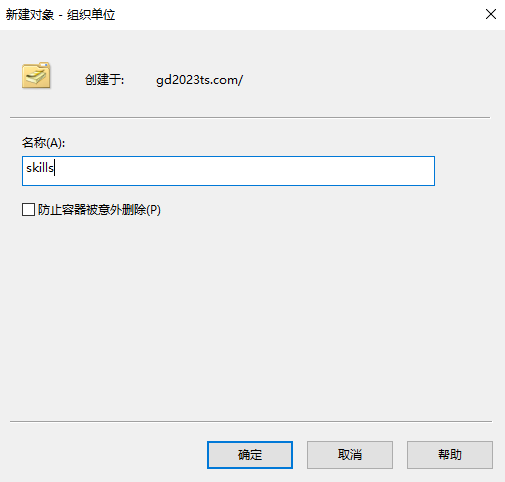 新建对象 - 组织单位
创建于: gd2023ts.com/
名称(A):
skills
防止容器被意外删除(P)
确定 取消 帮助